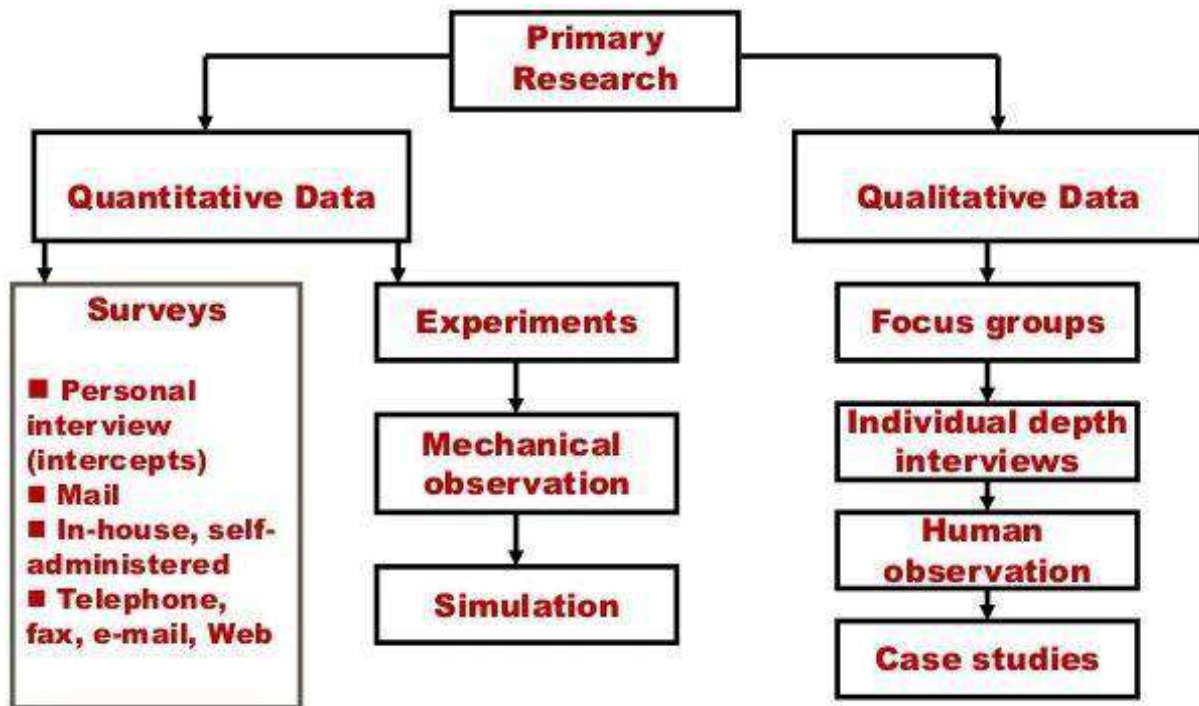 Primary
Research
Quantitative Data
Qualitative Data
Surveys
■ Personal
interview
(intercepts)
■ Mail
■ In-house, self-
administered
■ Telephone,
fax, e-mail, Web
Experiments
Mechanical
observation
Simulation
Focus groups
Individual depth
interviews
Human
observation
Case studies